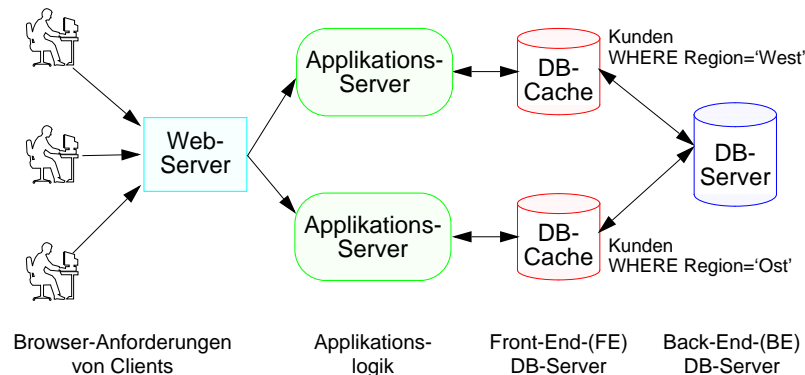 Kunden
WHERE Region=‘West’
Applikations-
Server
DB-
Cache
Web-
Server
DB-
Server
Applikations-
Server
DB-
Cache
Kunden
WHERE Region=‘Ost’
Browser-Anforderungen
von Clients
Applikations-
logik
Front-End-(FE)
DB-Server
Back-End-(BE)
DB-Server